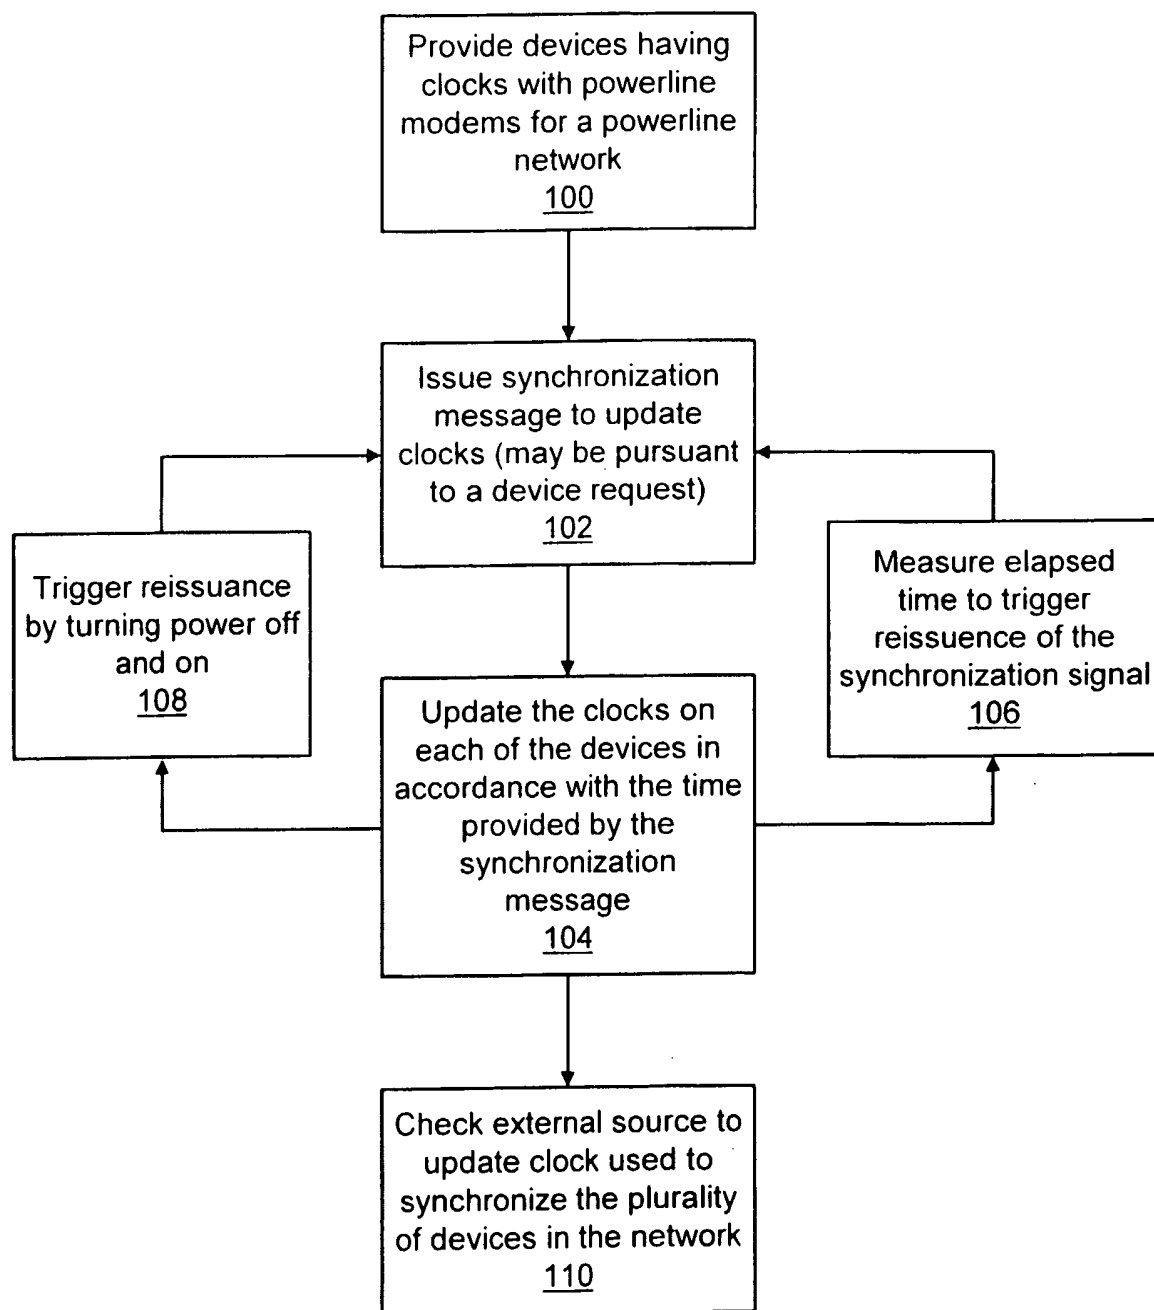 Provide devices having
clocks with powerline
modems for a powerline
network
100
Issue synchronization
message to update
clocks (may be pursuant
to a device request)
102
Trigger reissuance
by turning power off
and on
108
Measure elapsed
time to trigger
reissuence of the
synchronization signal
106
Update the clocks on
each of the devices in
accordance with the time
provided by the
synchronization
message
104
Check external source to
update clock used to
synchronize the plurality
of devices in the network
110